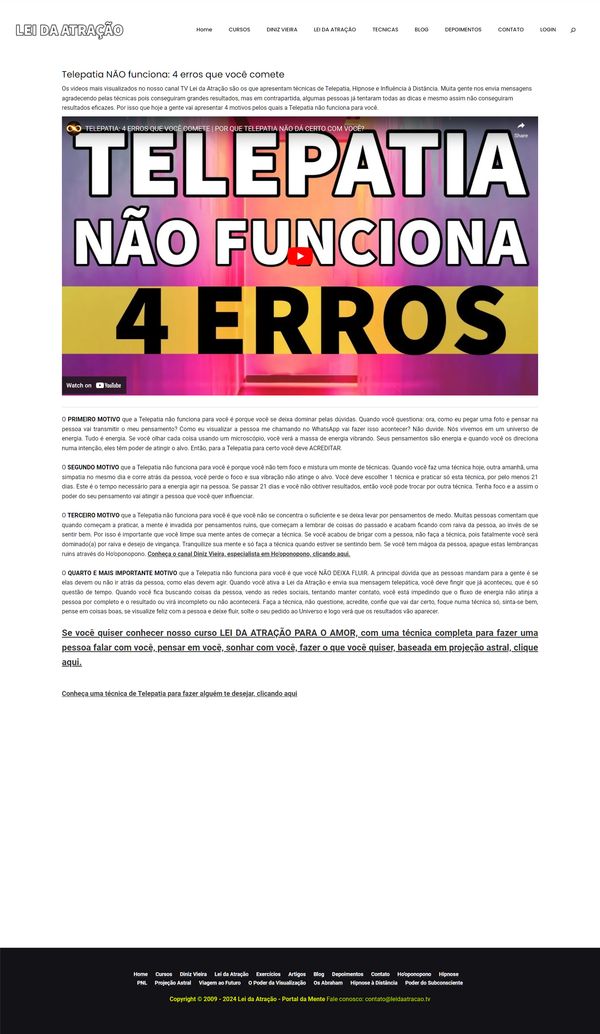 LEI DA ATRAÇÃO
Home CURSOS DINIZ VIEIRA LEI DA ATRAÇÃO TECNICAS BLOG DEPOIMENTOS CONTATO LOGIN
Telepatia NÃO funciona: 4 erros que você comete
Os vídeos mais visualizados no nosso canal TV Lei da Atração são os que apresentam técnicas de Telepatia, Hipnose e Influência à Distância. Muita gente nos envia mensagens
agradecendo pelas técnicas pois conseguiram grandes resultados, mas em contrapartida, algumas pessoas já tentaram todas as dicas e mesmo assim não conseguiram
resultados eficazes. Por isso que hoje a gente vai apresentar 4 motivos pelos quais a Telepatia não funciona para você.
TELEPATIA: 4 ERROS QUE VOCÊ COMETE | POR QUE TELEPATIA NÃO DÁ CERTO COM VOCÊ?
Share
TELEPATIA
NÃO FUNCIONA
4 ERROS
Watch on YouTube
O PRIMEIRO MOTIVO que a Telepatia não funciona para você é porque você se deixa dominar pelas dúvidas. Quando você questiona: ora, como eu pegar uma foto e pensar na
pessoa vai transmitir o meu pensamento? Como eu visualizar a pessoa me chamando no WhatsApp vai fazer isso acontecer? Não duvide. Nós vivemos em um universo de
energia. Tudo é energia. Se você olhar cada coisa usando um microscópio, você verá a massa de energia vibrando. Seus pensamentos são energia e quando você os direciona
numa intenção, eles têm poder de atingir o alvo. Então, para a Telepatia para certo você deve ACREDITAR.
O SEGUNDO MOTIVO que a Telepatia não funciona para você é porque você não tem foco e mistura um monte de técnicas. Quando você faz uma técnica hoje, outra amanhã, uma
simpatia no mesmo dia e corre atrás da pessoa, você perde o foco e sua vibração não atinge o alvo. Você deve escolher 1 técnica e praticar só esta técnica, por pelo menos 21
dias. Este é o tempo necessário para a energia agir na pessoa. Se passar 21 dias e você não obtiver resultados, então você pode trocar por outra técnica. Tenha foco e a assim o
poder do seu pensamento vai atingir a pessoa que você quer influenciar.
O TERCEIRO MOTIVO que a Telepatia não funciona para você é que você não se concentra o suficiente e se deixa levar por pensamentos de medo. Muitas pessoas comentam que
quando começam a praticar, a mente é invadida por pensamentos ruins, que começam a lembrar de coisas do passado e acabam ficando com raiva da pessoa, ao invés de se
sentir bem. Por isso é importante que você limpe sua mente antes de começar a técnica. Se você acabou de brigar com a pessoa, não faça a técnica, pois fatalmente você será
dominado(a) por raiva e desejo de vingança. Tranquilize sua mente e só faça a técnica quando estiver se sentindo bem. Se você tem mágoa da pessoa, apague estas lembranças
ruins através do Ho'oponopono. Conheça o canal Diniz Vieira, especialista em Ho'oponopono, clicando aqui.
O QUARTO E MAIS IMPORTANTE MOTIVO que a Telepatia não funciona para você é que você NÃO DEIXA FLUIR. A principal dúvida que as pessoas mandam para a gente é se
elas devem ou não ir atrás da pessoa, como elas devem agir. Quando você ativa a Lei da Atração e envia sua mensagem telepática, você deve fingir que já aconteceu, que é só
questão de tempo. Quando você fica buscando coisas da pessoa, vendo as redes sociais, tentando manter contato, você está impedindo que o fluxo de energia não atinja a
pessoa por completo e o resultado ou virá incompleto ou não acontecerá. Faça a técnica, não questione, acredite, confie que vai dar certo, foque numa técnica só, sinta-se bem,
pense em coisas boas, se visualize feliz com a pessoa e deixe fluir, solte o seu pedido ao Universo e logo verá que os resultados vão aparecer.
Se você quiser conhecer nosso curso LEI DA ATRAÇÃO PARA O AMOR, com uma técnica completa para fazer uma
pessoa falar com você, pensar em você, sonhar com você, fazer o que você quiser, baseada em projeção astral, clique
aqui.
Conheça uma técnica de Telepatia para fazer alguém te desejar, clicando aqui
Home Cursos Diniz Vieira Lei da Atração Exercícios Artigos Blog Depoimentos Contato Ho'oponopono Hipnose
PNL Projeção Astral Viagem ao Futuro O Poder da Visualização Os Abraham Hipnose à Distância Poder do Subconsciente
Copyright © 2009 - 2024 Lei da Atração - Portal da Mente Fale conosco: contato@leidaatracao.tv